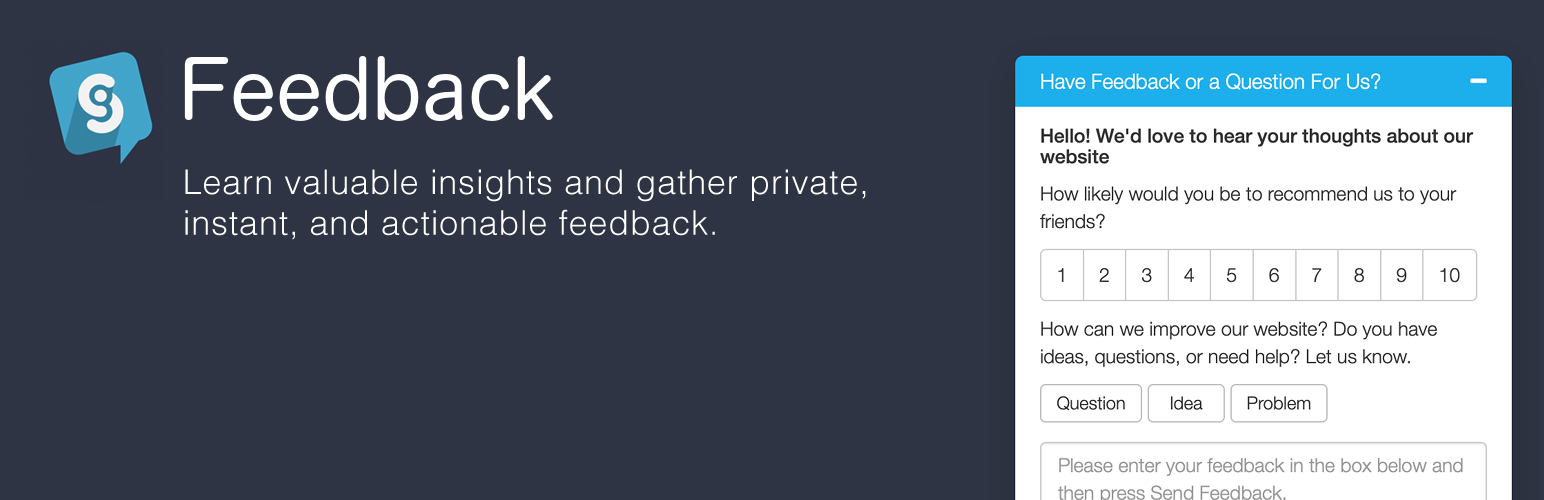 Feedback
Learn valuable insights and gather private,
instant, and actionable feedback.
Have Feedback or a Question For Us?
Hello! We'd love to hear your thoughts about our
website
How likely would you be to recommend us to your
friends?
1 2 3 4 5 6 7 8 9 10
How can we improve our website? Do you have
ideas, questions, or need help? Let us know.
Question Idea Problem
Please enter your feedback in the box below and
then press Send Feedback.